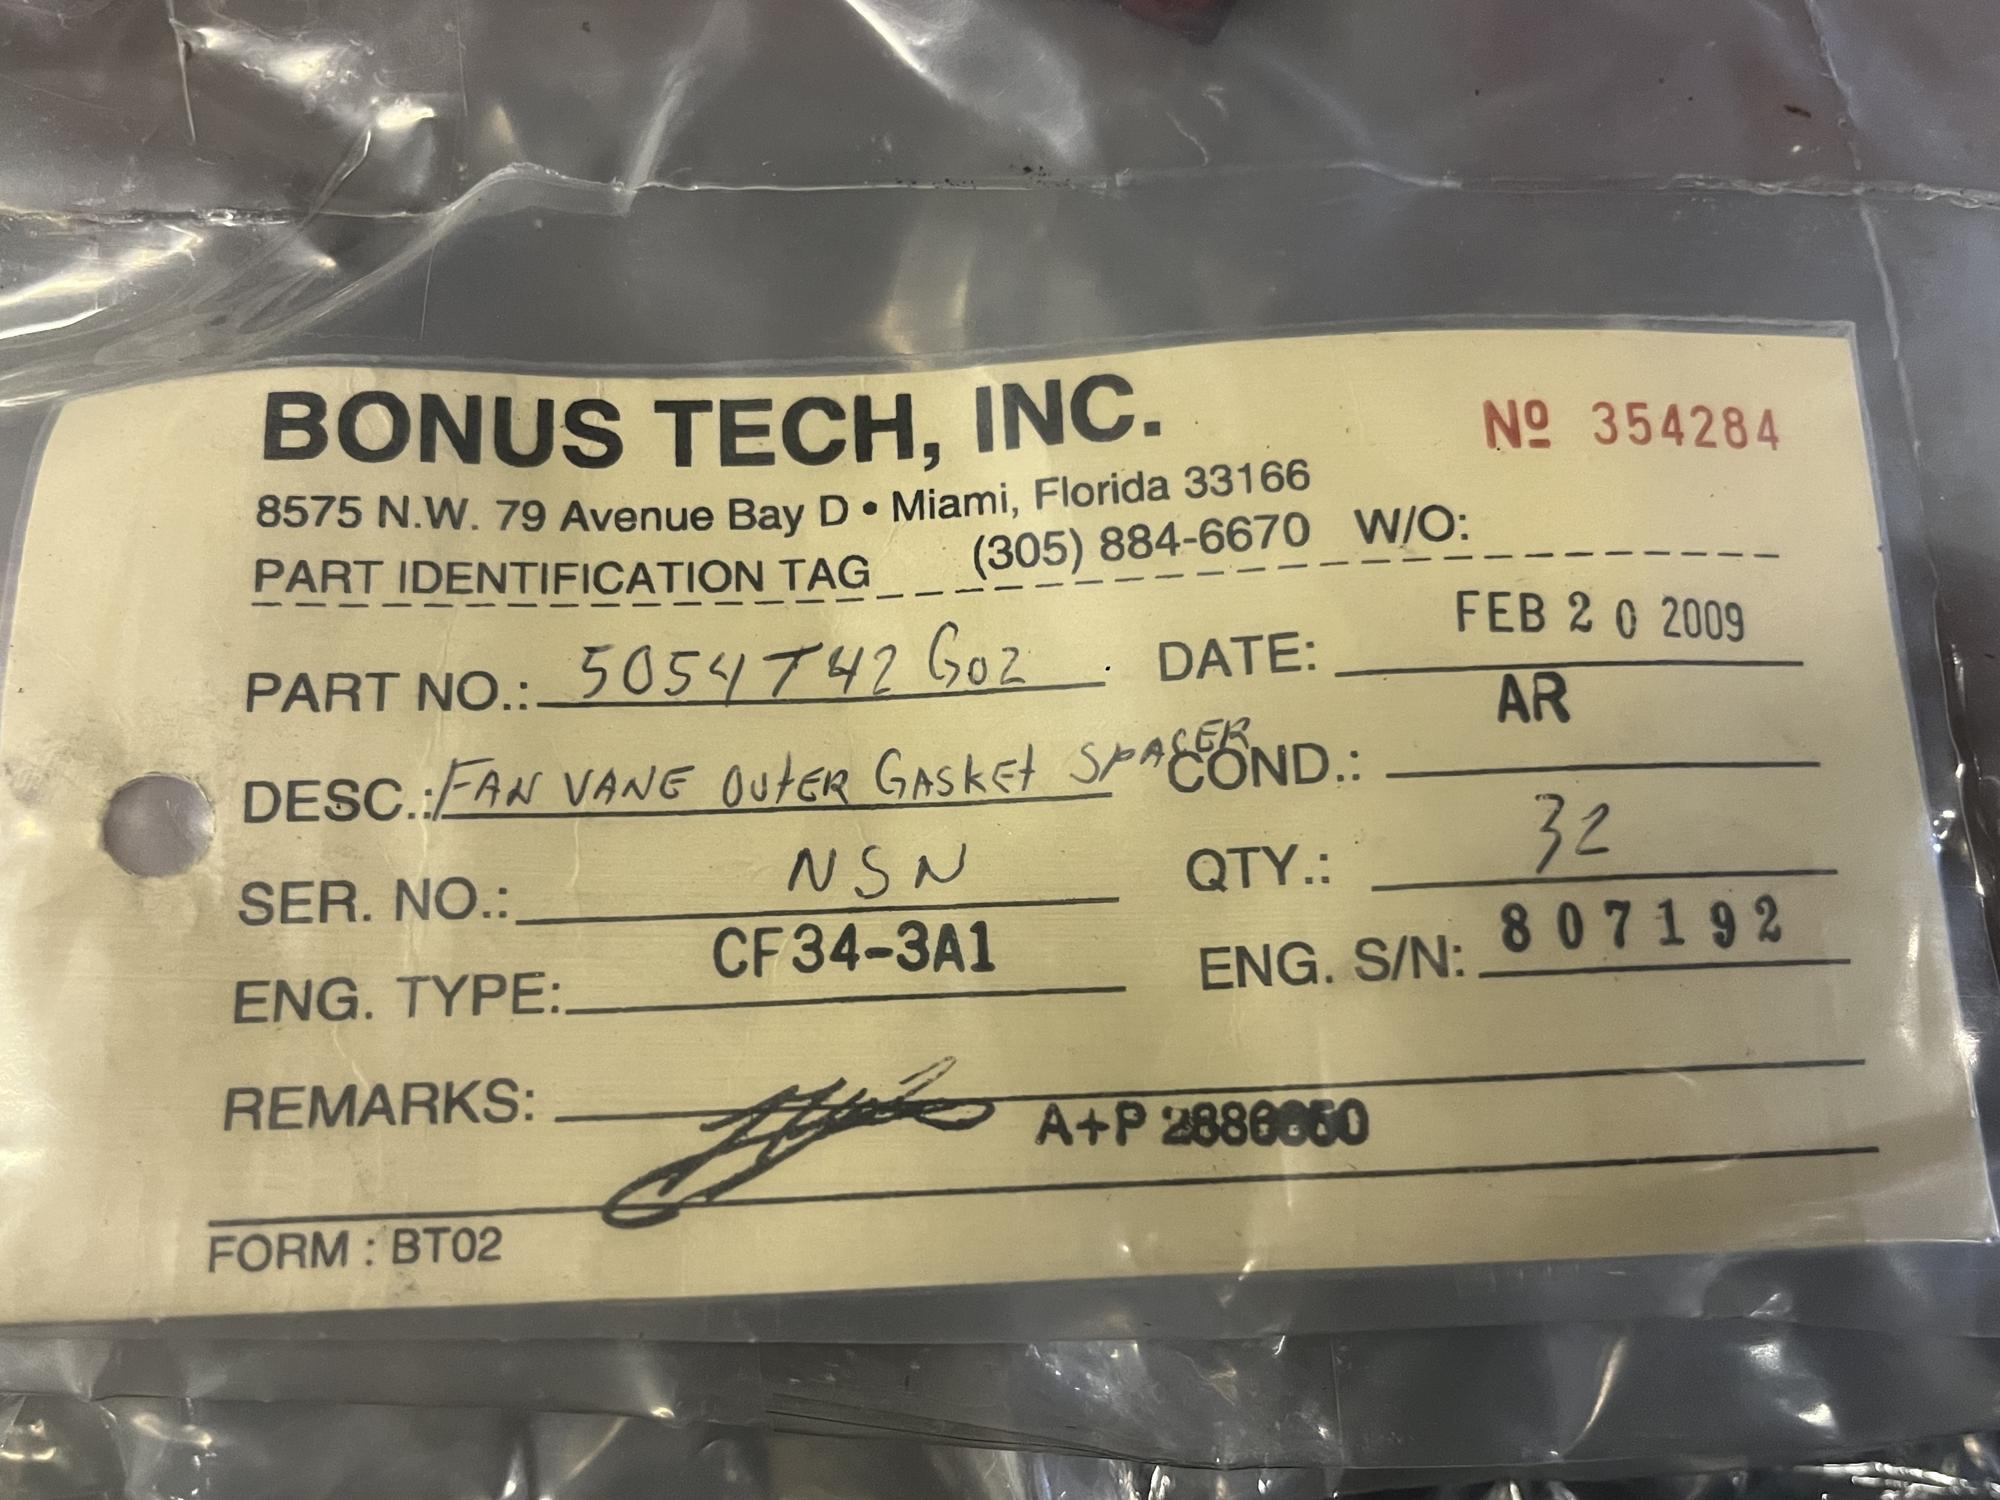 BONUS TECH, INC.
Nº 354284
8575 N.W. 79 Avenue Bay D • Miami, Florida 33166
PART IDENTIFICATION TAG (305) 884-6670 W/O:
PART NO.: 5054T42G02 DATE: FEB 20 2009
DESC.: FAN VANE OUTER GASKET SPACER COND.: AR
SER. NO.: NSN QTY.: 32
ENG. TYPE: CF34-3A1 ENG. S/N: 807192
REMARKS:
A+P
FORM : BT02